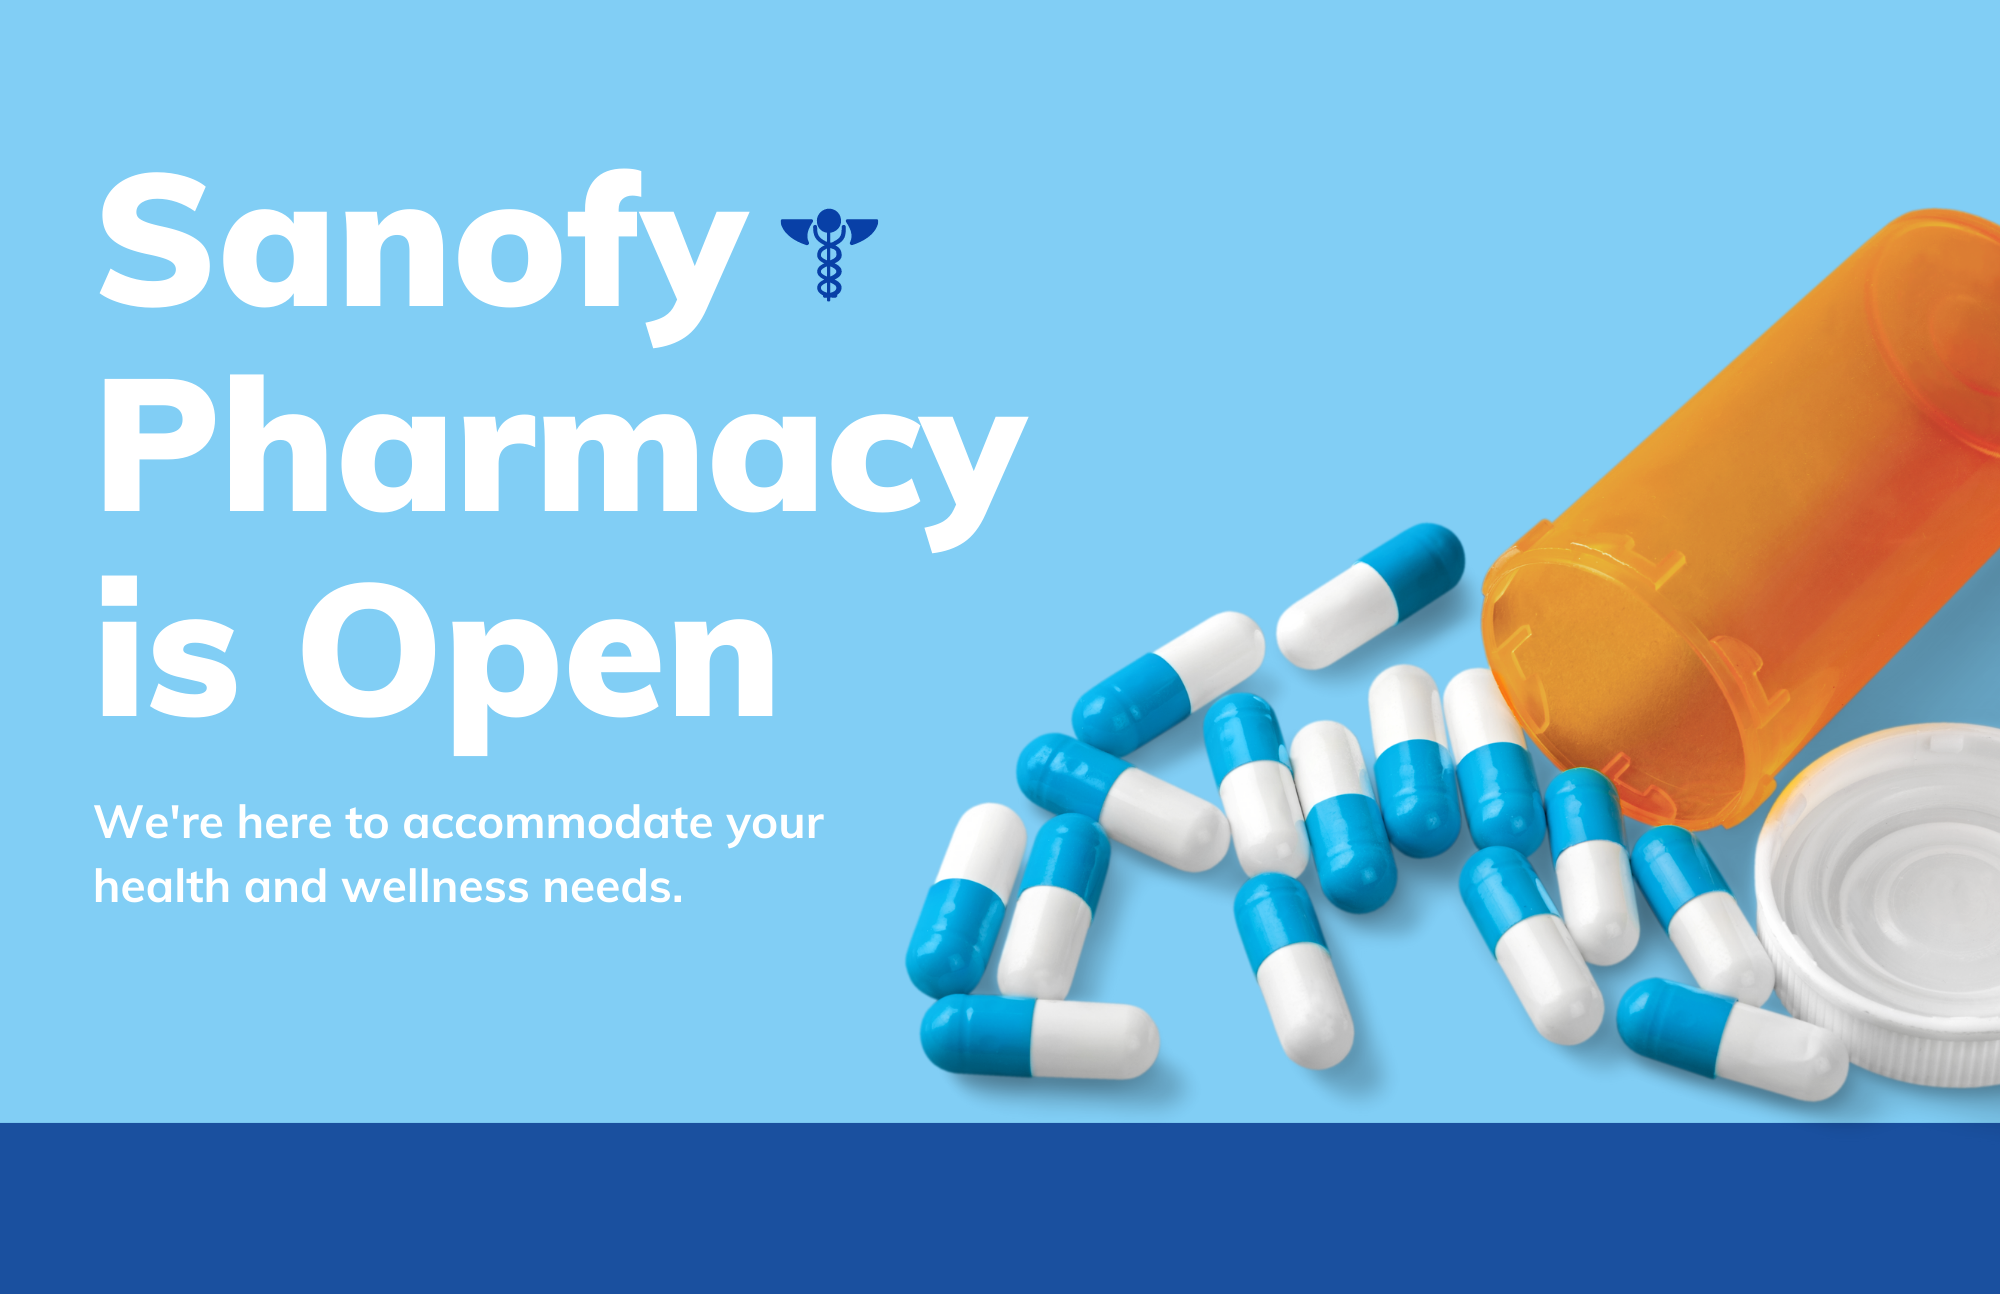 Sanofy
Pharmacy
is Open
We're here to accommodate your
health and wellness needs.